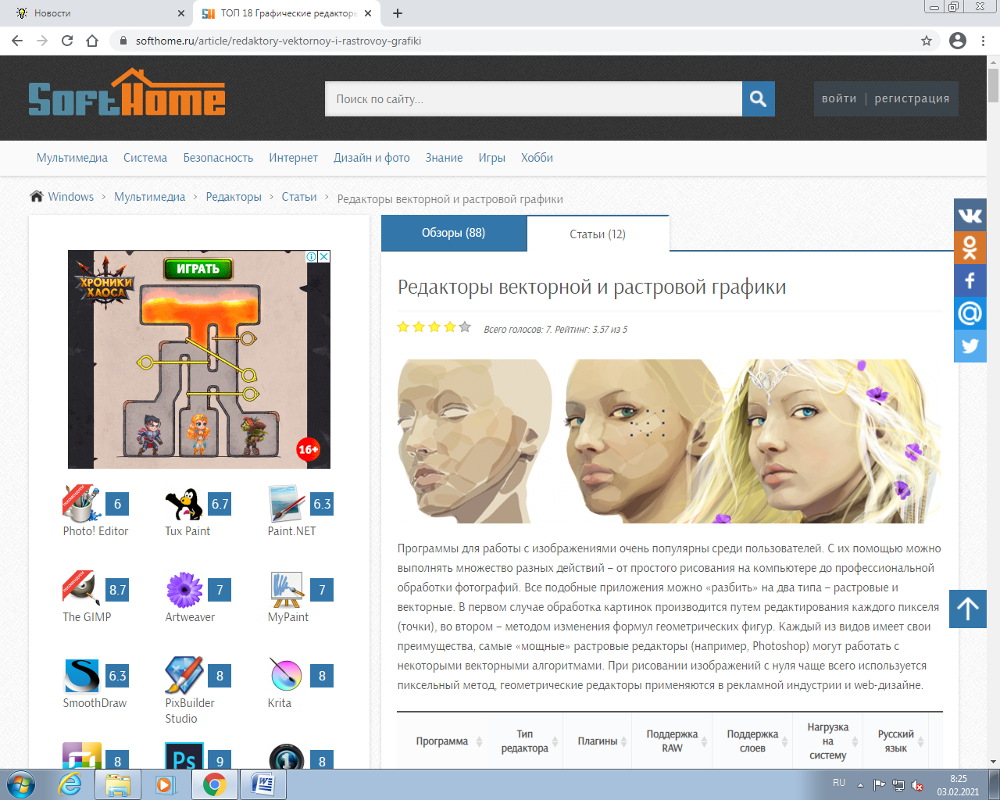 Новости
ТОП 18 Графические редакторы
softhome.ru/article/redaktory-vektornoy-i-rastrovoy-grafiki
SoftHome
Поиск по сайту...
войти | регистрация
Мультимедиа Система Безопасность Интернет Дизайн и фото Знание Игры Хобби
Windows › Мультимедиа › Редакторы › Статьи › Редакторы векторной и растровой графики
Обзоры (88)
Статьи (12)
ХРОНИКИ ХАОСА
ИГРАТЬ
16+
6
6.7
6.3
Photo! Editor
Tux Paint
Paint.NET
8.7
7
7
The GIMP
Artweaver
MyPaint
6.3
8
8
SmoothDraw
PixBuilder Studio
Krita
8
Ps
9
1
8
Редакторы векторной и растровой графики
Всего голосов: 7. Рейтинг: 3.57 из 5
Программы для работы с изображениями очень популярны среди пользователей. С их помощью можно
выполнять множество разных действий – от простого рисования на компьютере до профессиональной
обработки фотографий. Все подобные приложения можно «разбить» на два типа – растровые и
векторные. В первом случае обработка картинок производится путем редактирования каждого пикселя
(точки), во втором – методом изменения формул геометрических фигур. Каждый из видов имеет свои
преимущества, самые «мощные» растровые редакторы (например, Photoshop) могут работать с
некоторыми векторными алгоритмами. При рисовании изображений с нуля чаще всего используется
пиксельный метод, геометрические редакторы применяются в рекламной индустрии и web-дизайне.
Программа
Тип редактора
Плагины
Поддержка RAW
Поддержка слоев
Нагрузка на систему
Русский язык
RU
8:25
03.02.2021